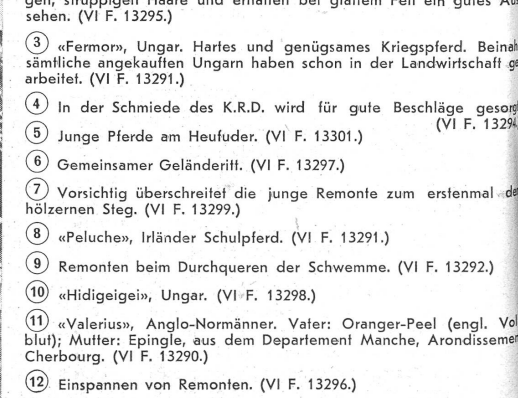 gen, struppigen Haare und erhalten bei glattem Fell ein gutes
sehen. (VI F. 13295.)
3 «Fermor», Ungar. Hartes und genügsames Kriegspferd. Beinah
sämtliche angekauften Ungarn haben schon in der Landwirtschaft ge
arbeitet. (VI F. 13291.)
4 In der Schmiede des K.R.D. wird für gute Beschläge gesorgt
(VI F. 1329
5 Junge Pferde am Heufuder. (VI F. 13301.)
6 Gemeinsamer Geländeritt. (VI F. 13297.)
7 Vorsichtig überschreitet die junge Remonte zum erstenmal den
hölzernen Steg. (VI F. 13299.)
8 «Peluche», Irländer Schulpferd. (VI F. 13291.)
9 Remonten beim Durchqueren der Schwemme. (VI F. 13292.)
10 «Hidigeigei», Ungar. (VI F. 13298.)
11 «Valerius», Anglo-Normänner. Vater: Oranger-Peel (engl. Vol
blut); Mutter: Epingle, aus dem Departement Manche, Arondissemen
Cherbourg. (VI F. 13290.)
12 Einspannen von Remonten. (VI F. 13296.)